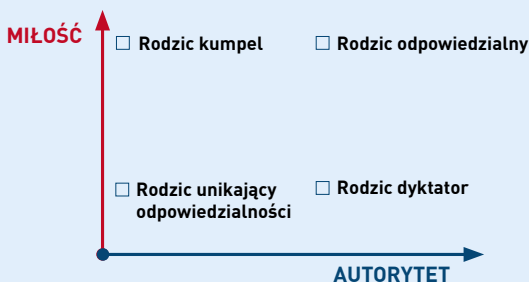 MIŁOŚĆ
Rodzic kumpel
Rodzic odpowiedzialny
Rodzic unikający
odpowiedzialności
Rodzic dyktator
AUTORYTET